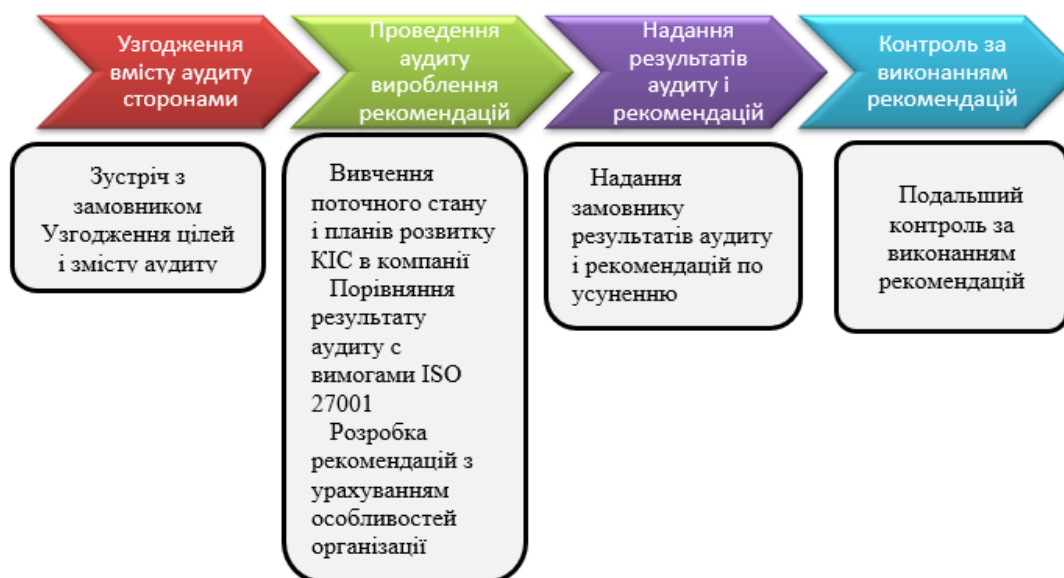 Узгодження
вмісту аудиту
сторонами
Проведення
аудиту
вироблення
рекомендацій
Надання
результатів
аудиту і
рекомендацій
Контроль за
виконанням
рекомендацій
Зустріч з
замовником
Узгодження цілей
і змісту аудиту
Вивчення
поточного стану
і планів розвитку
КІС в компанії
Порівняння
результату
аудиту с
вимогами ISO
27001
Розробка
рекомендацій з
урахуванням
особливостей
організації
Надання
замовнику
результатів аудиту
і рекомендацій по
усуненню
Подальший
контроль за
виконанням
рекомендацій